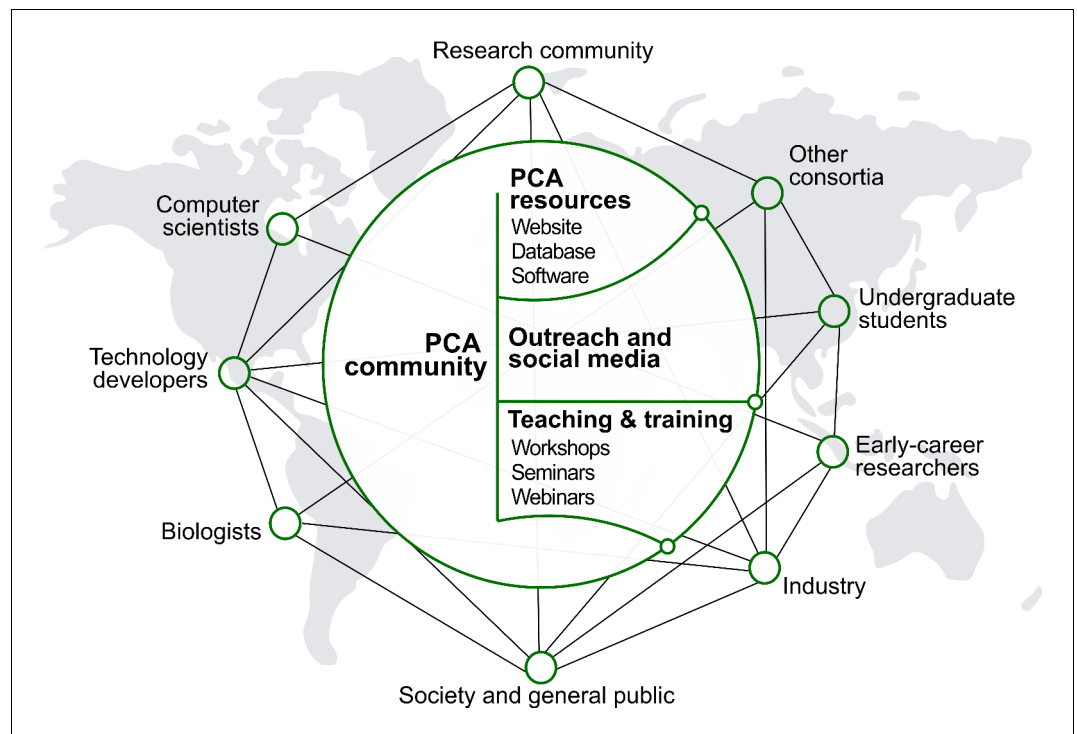 Research community
Other
consortia
Computer
scientists
PCA
resources
Website
Database
Software
Undergraduate
students
PCA
community
Outreach and
social media
Technology
developers
Teaching & training
Workshops
Seminars
Webinars
Early-career
researchers
Biologists
Industry
Society and general public